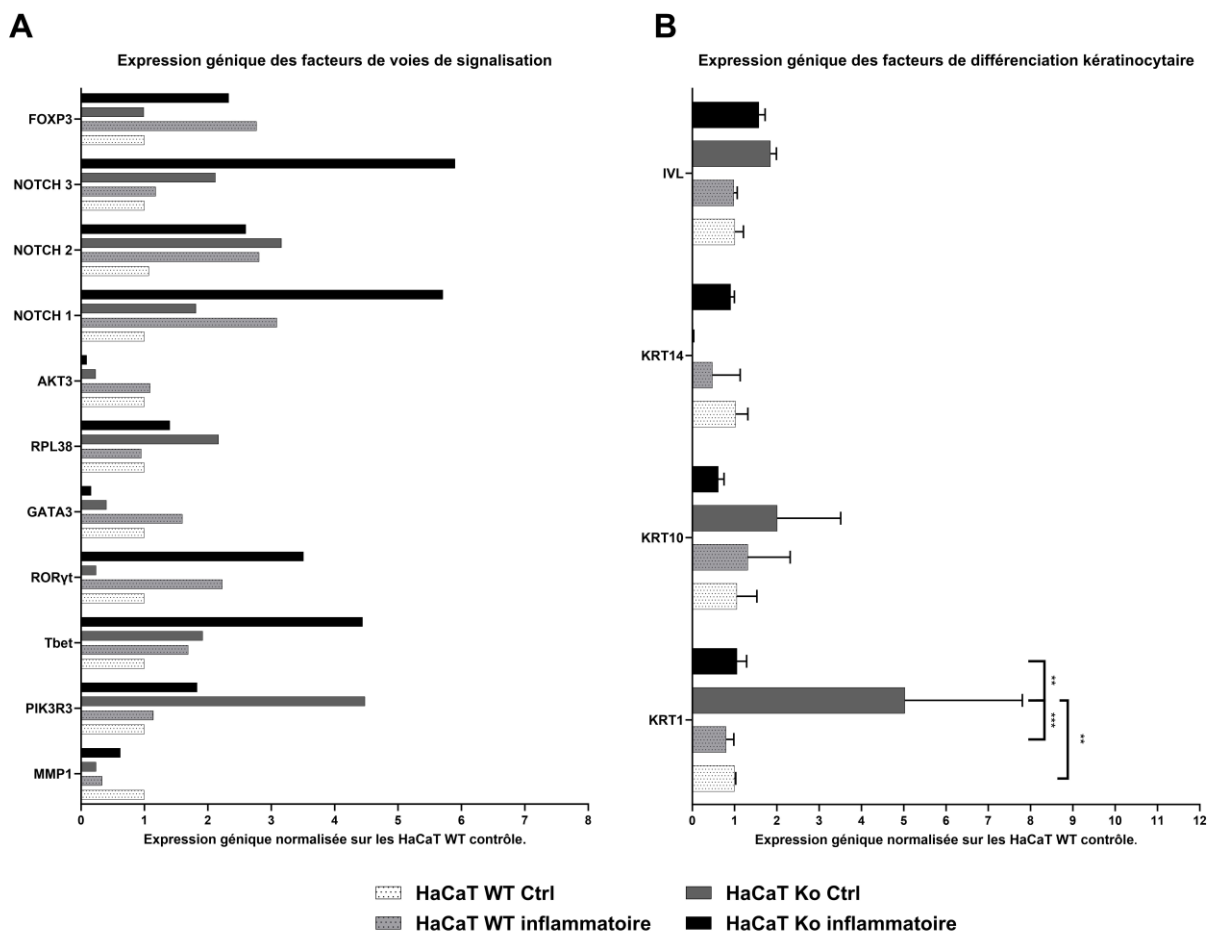 A
Expression génique des facteurs de voies de signalisation
FOXP3
NOTCH 3
NOTCH 2
NOTCH 1
AKT3
RPL38
GATA3
RORγt
Tbet
PIK3R3
MMP1
0 1 2 3 4 5 6 7 8
Expression génique normalisée sur les HaCaT WT contrôle.
B
Expression génique des facteurs de différenciation kératinocytaire
IVL
KRT14
KRT10
KRT1
**
***
**
0 1 2 3 4 5 6 7 8 9 10 11 12
Expression génique normalisée sur les HaCaT WT contrôle.
HaCaT WT Ctrl
HaCaT Ko Ctrl
HaCaT WT inflammatoire
HaCaT Ko inflammatoire